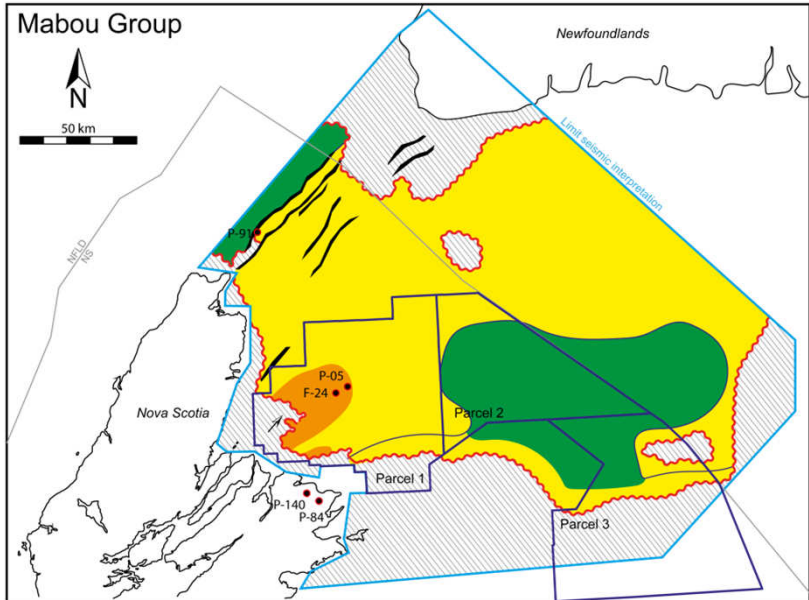 Mabou Group
N
50 km
Newfoundlands
Limit seismic interpretation
NFLD
NS
P-91
P-05
F-24
Nova Scotia
Parcel 2
Parcel 1
P-140
P-84
Parcel 3